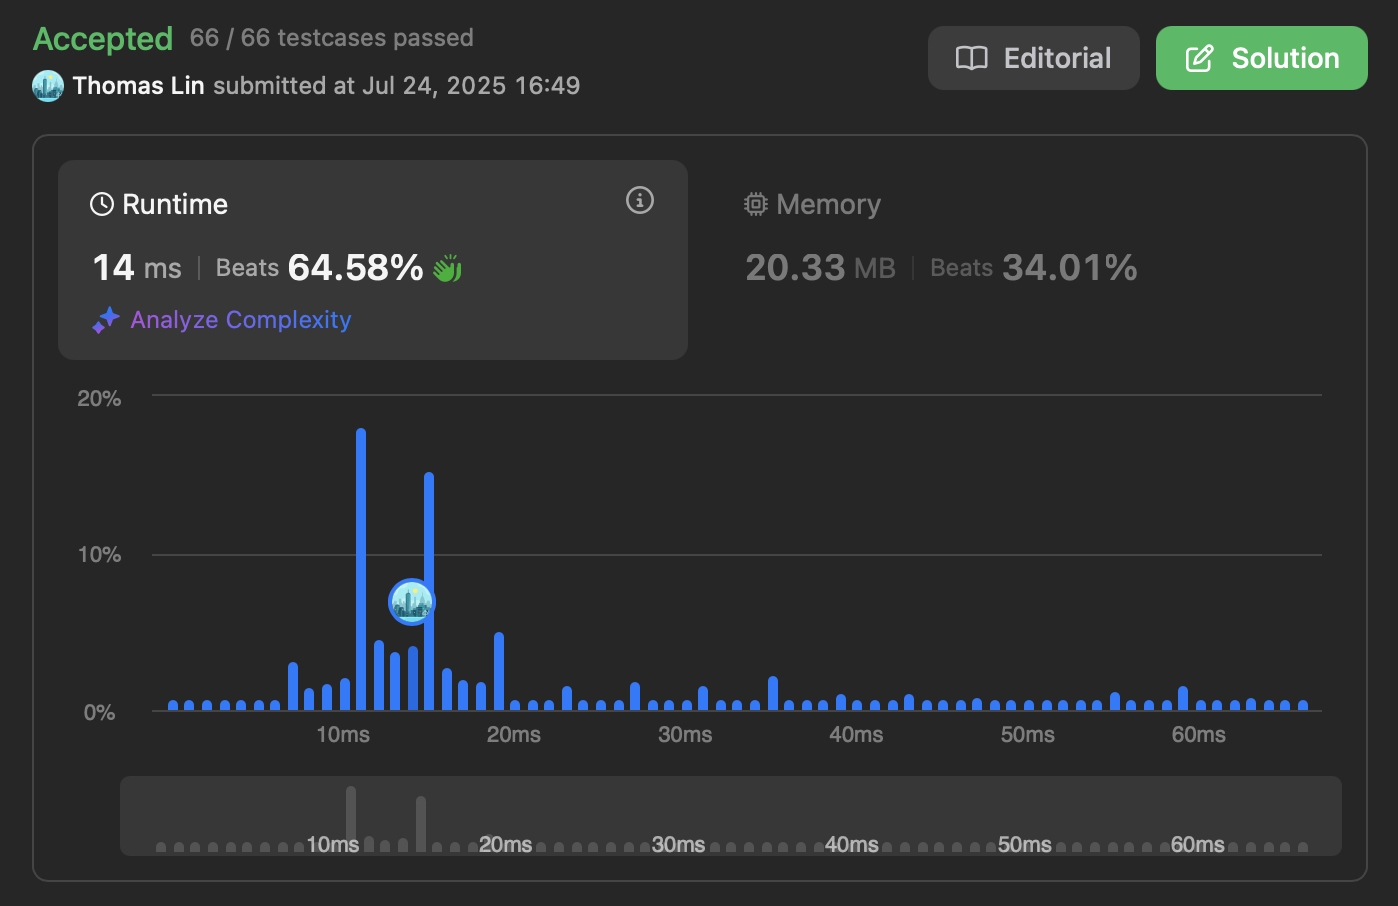 Accepted 66 / 66 testcases passed
Thomas Lin submitted at Jul 24, 2025 16:49
Editorial
Solution
Runtime
14 ms | Beats 64.58%
Analyze Complexity
Memory
20.33 MB | Beats 34.01%
20%
10%
0%
10ms 20ms 30ms 40ms 50ms 60ms
10ms 20ms 30ms 40ms 50ms 60ms